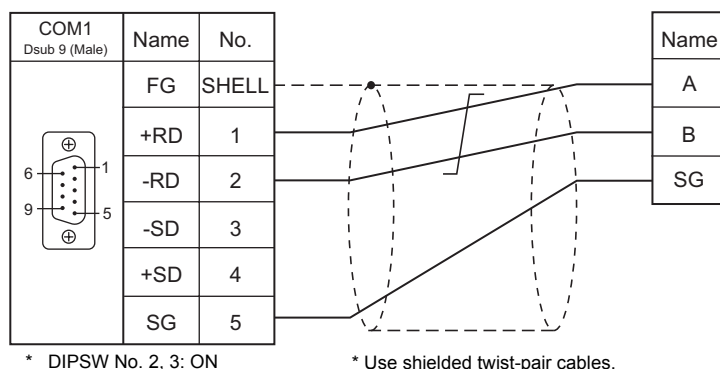 COM1
Dsub 9 (Male)
Name No.
Name
FG SHELL
A
+RD 1
B
-RD 2
SG
-SD 3
+SD 4
SG 5
6
1
9
5
* DIPSW No. 2, 3: ON
* Use shielded twist-pair cables.